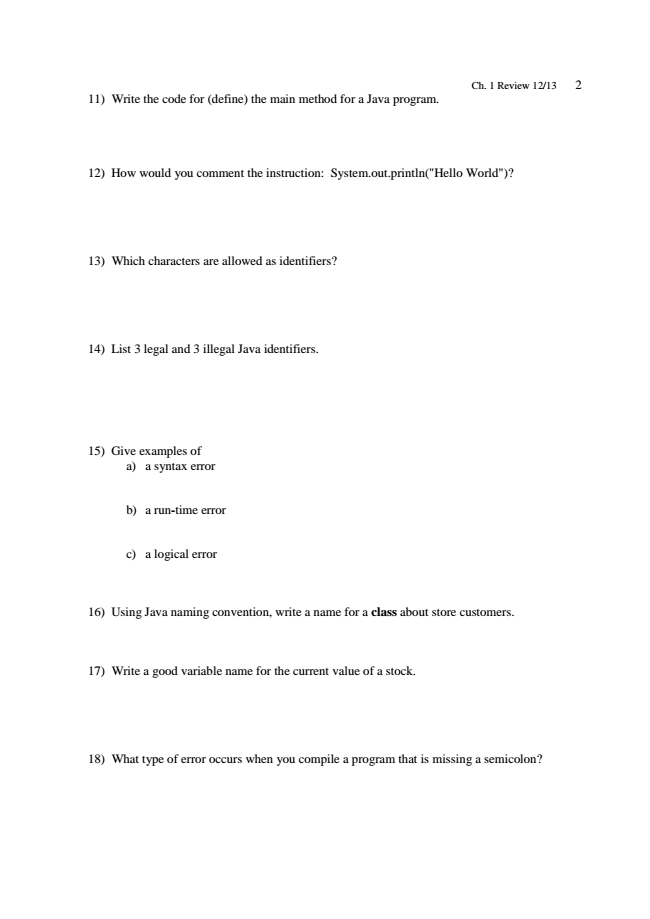 Ch. 1 Review 12/13 2
11) Write the code for (define) the main method for a Java program.
12) How would you comment the instruction: System.out.println("Hello World")?
13) Which characters are allowed as identifiers?
14) List 3 legal and 3 illegal Java identifiers.
15) Give examples of
a) a syntax error
b) a run-time error
c) a logical error
16) Using Java naming convention, write a name for a class about store customers.
17) Write a good variable name for the current value of a stock.
18) What type of error occurs when you compile a program that is missing a semicolon?